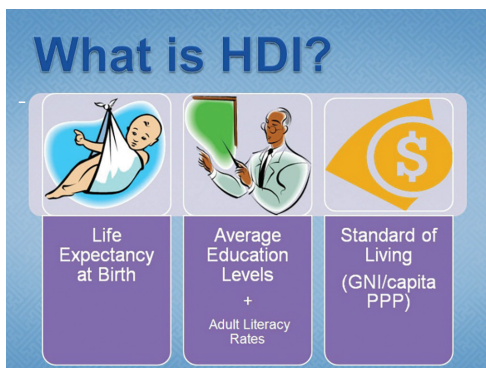 What is HDI?
Life
Expectancy
at Birth
Average
Education
Levels
+
Adult Literacy
Rates
$
Standard of
Living
(GNI/capita
PPP)